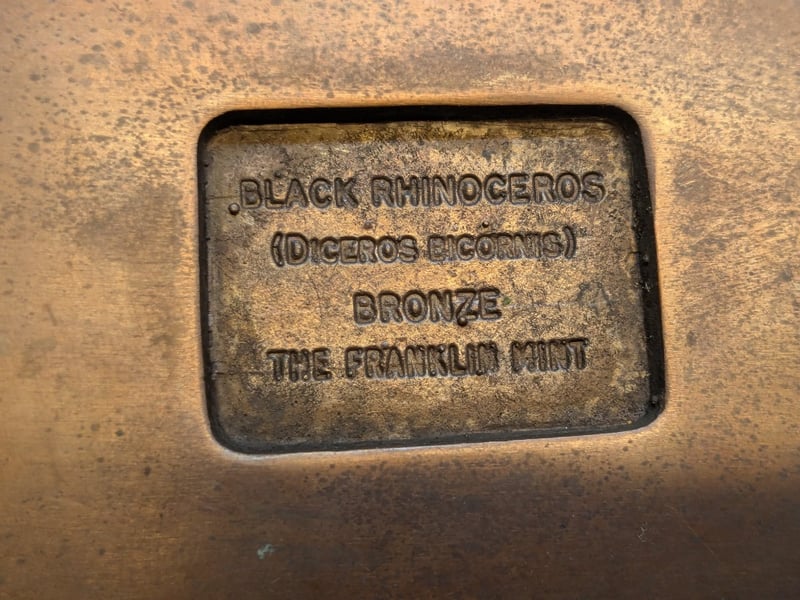 BLACK RHINOCEROS
(DICEROS BICORNIS)
BRONZE
THE FRANKLIN MINT